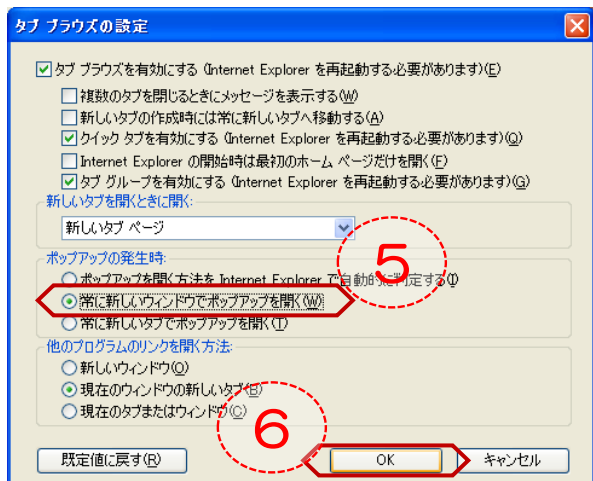 タブ ブラウズの設定
タブ ブラウズを有効にする (Internet Explorer を再起動する必要があります)(E)
複数のタブを閉じるときにメッセージを表示する(W)
新しいタブの作成時には常に新しいタブへ移動する(A)
クイック タブを有効にする (Internet Explorer を再起動する必要があります)(Q)
Internet Explorer の開始時は最初のホーム ページだけを開く(F)
タブ グループを有効にする (Internet Explorer を再起動する必要があります)(G)
新しいタブを開くときに開く:
新しいタブ ページ
ポップアップの発生時:
5
ポップアップを開く方法を Internet Explorer で自動的に判定する(I)
常に新しいウィンドウでポップアップを開く(W)
常に新しいタブでポップアップを開く(T)
他のプログラムのリンクを開く方法:
新しいウィンドウ(O)
現在のウィンドウの新しいタブ(B)
現在のタブまたはウィンドウ(C)
6
既定値に戻す(R)
OK
キャンセル